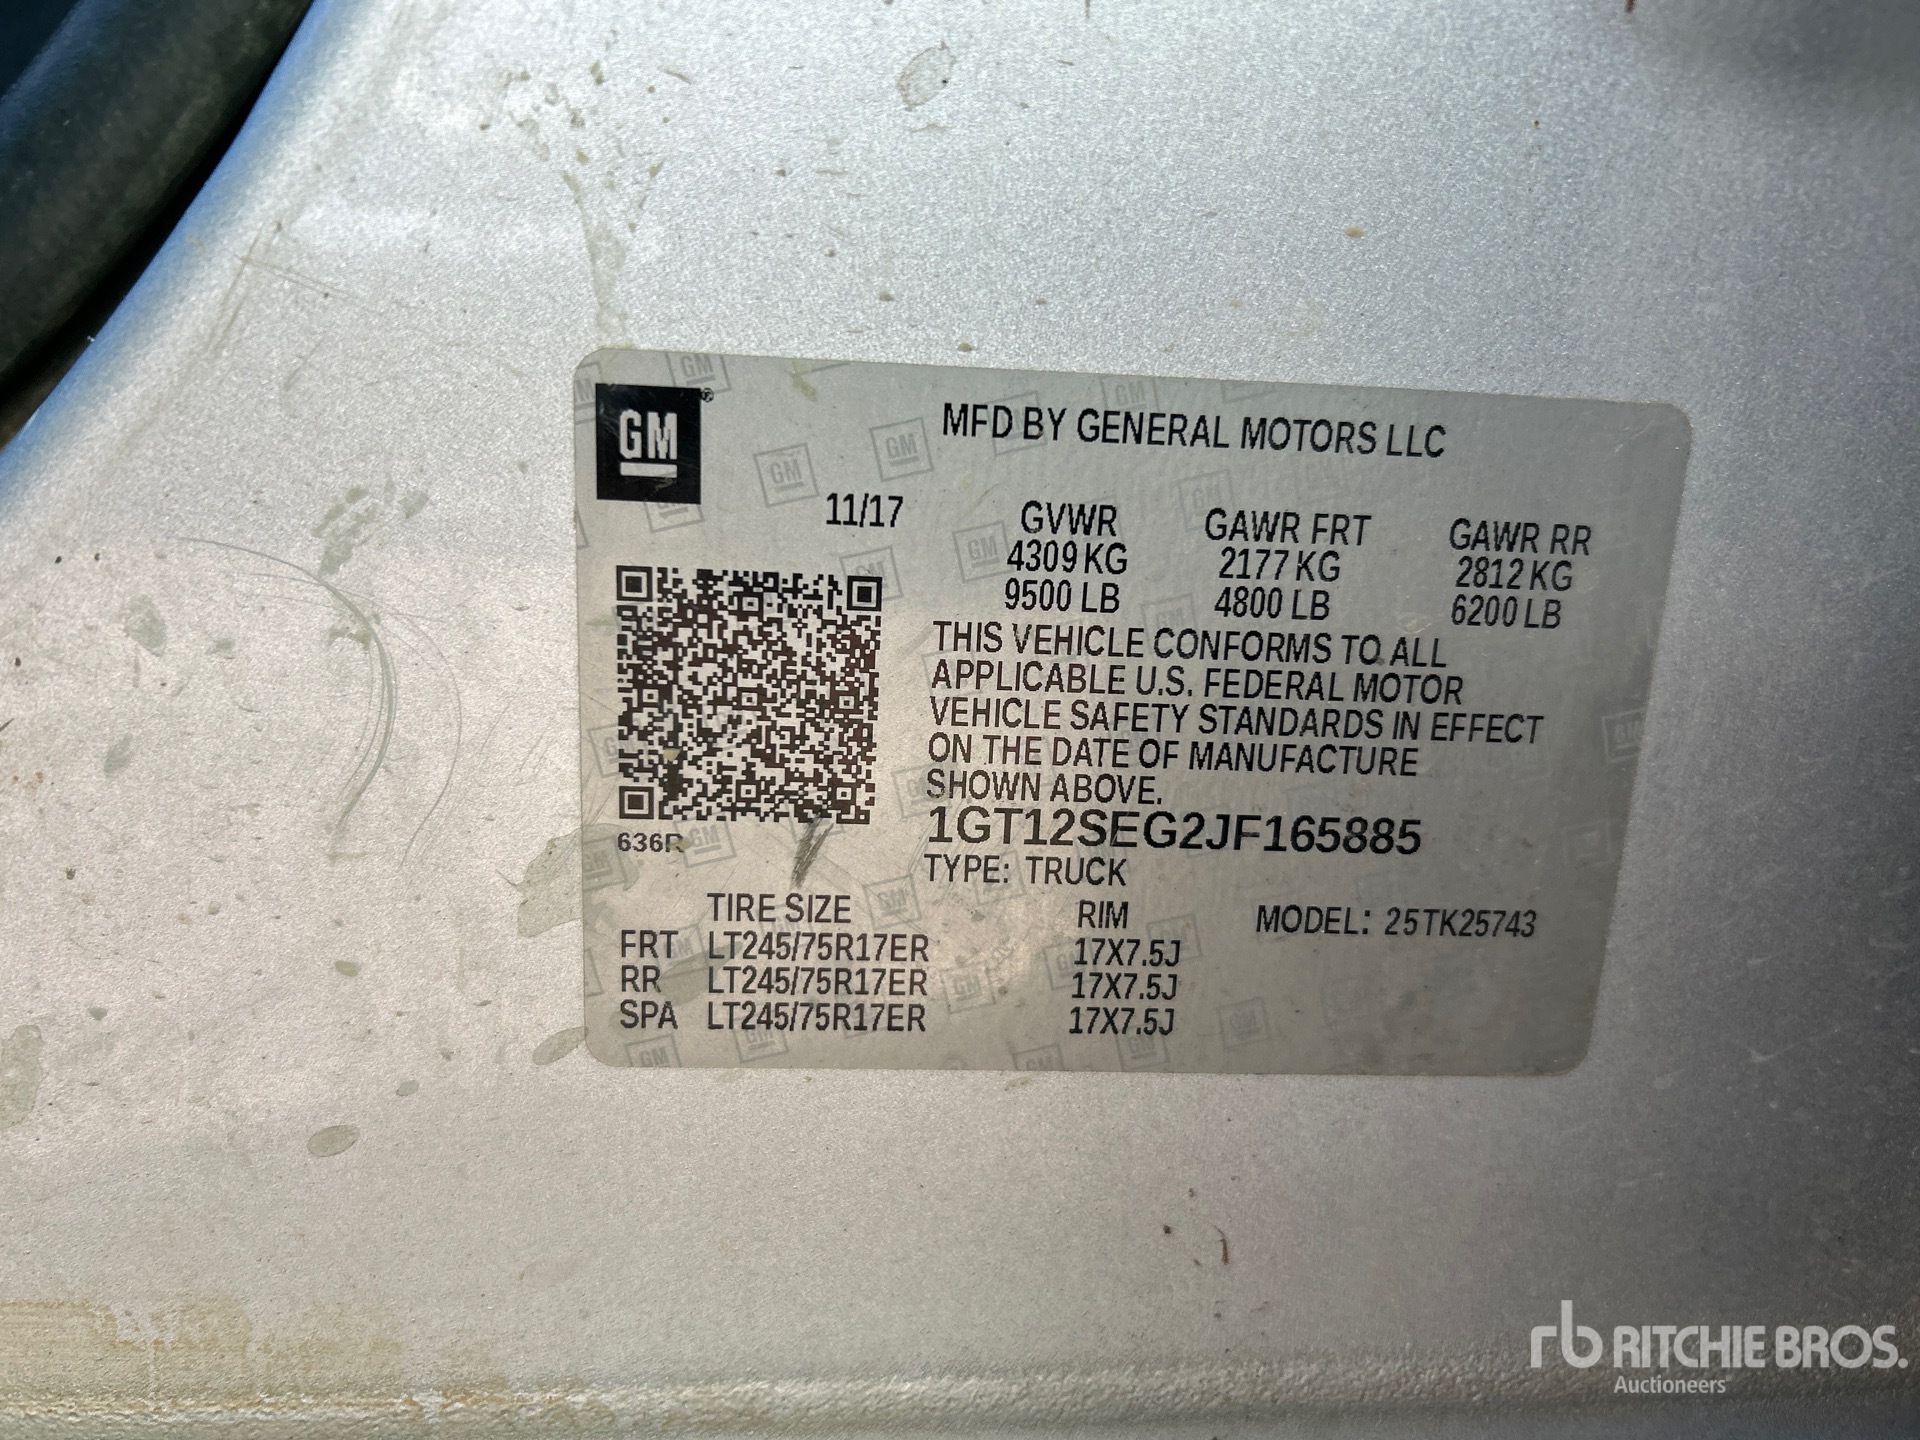 GM
MFD BY GENERAL MOTORS LLC
11/17 GVWR GAWR FRT GAWR RR
4309 KG 2177 KG 2812 KG
9500 LB 4800 LB 6200 LB
THIS VEHICLE CONFORMS TO ALL
APPLICABLE U.S. FEDERAL MOTOR
VEHICLE SAFETY STANDARDS IN EFFECT
ON THE DATE OF MANUFACTURE
SHOWN ABOVE.
1GT12SEG2JF165885
636R
TYPE: TRUCK
TIRE SIZE RIM MODEL: 25TK25743
FRT LT245/75R17ER 17X7.5J
RR LT245/75R17ER 17X7.5J
SPA LT245/75R17ER 17X7.5J
rb RITCHIE BROS.
Auctioneers